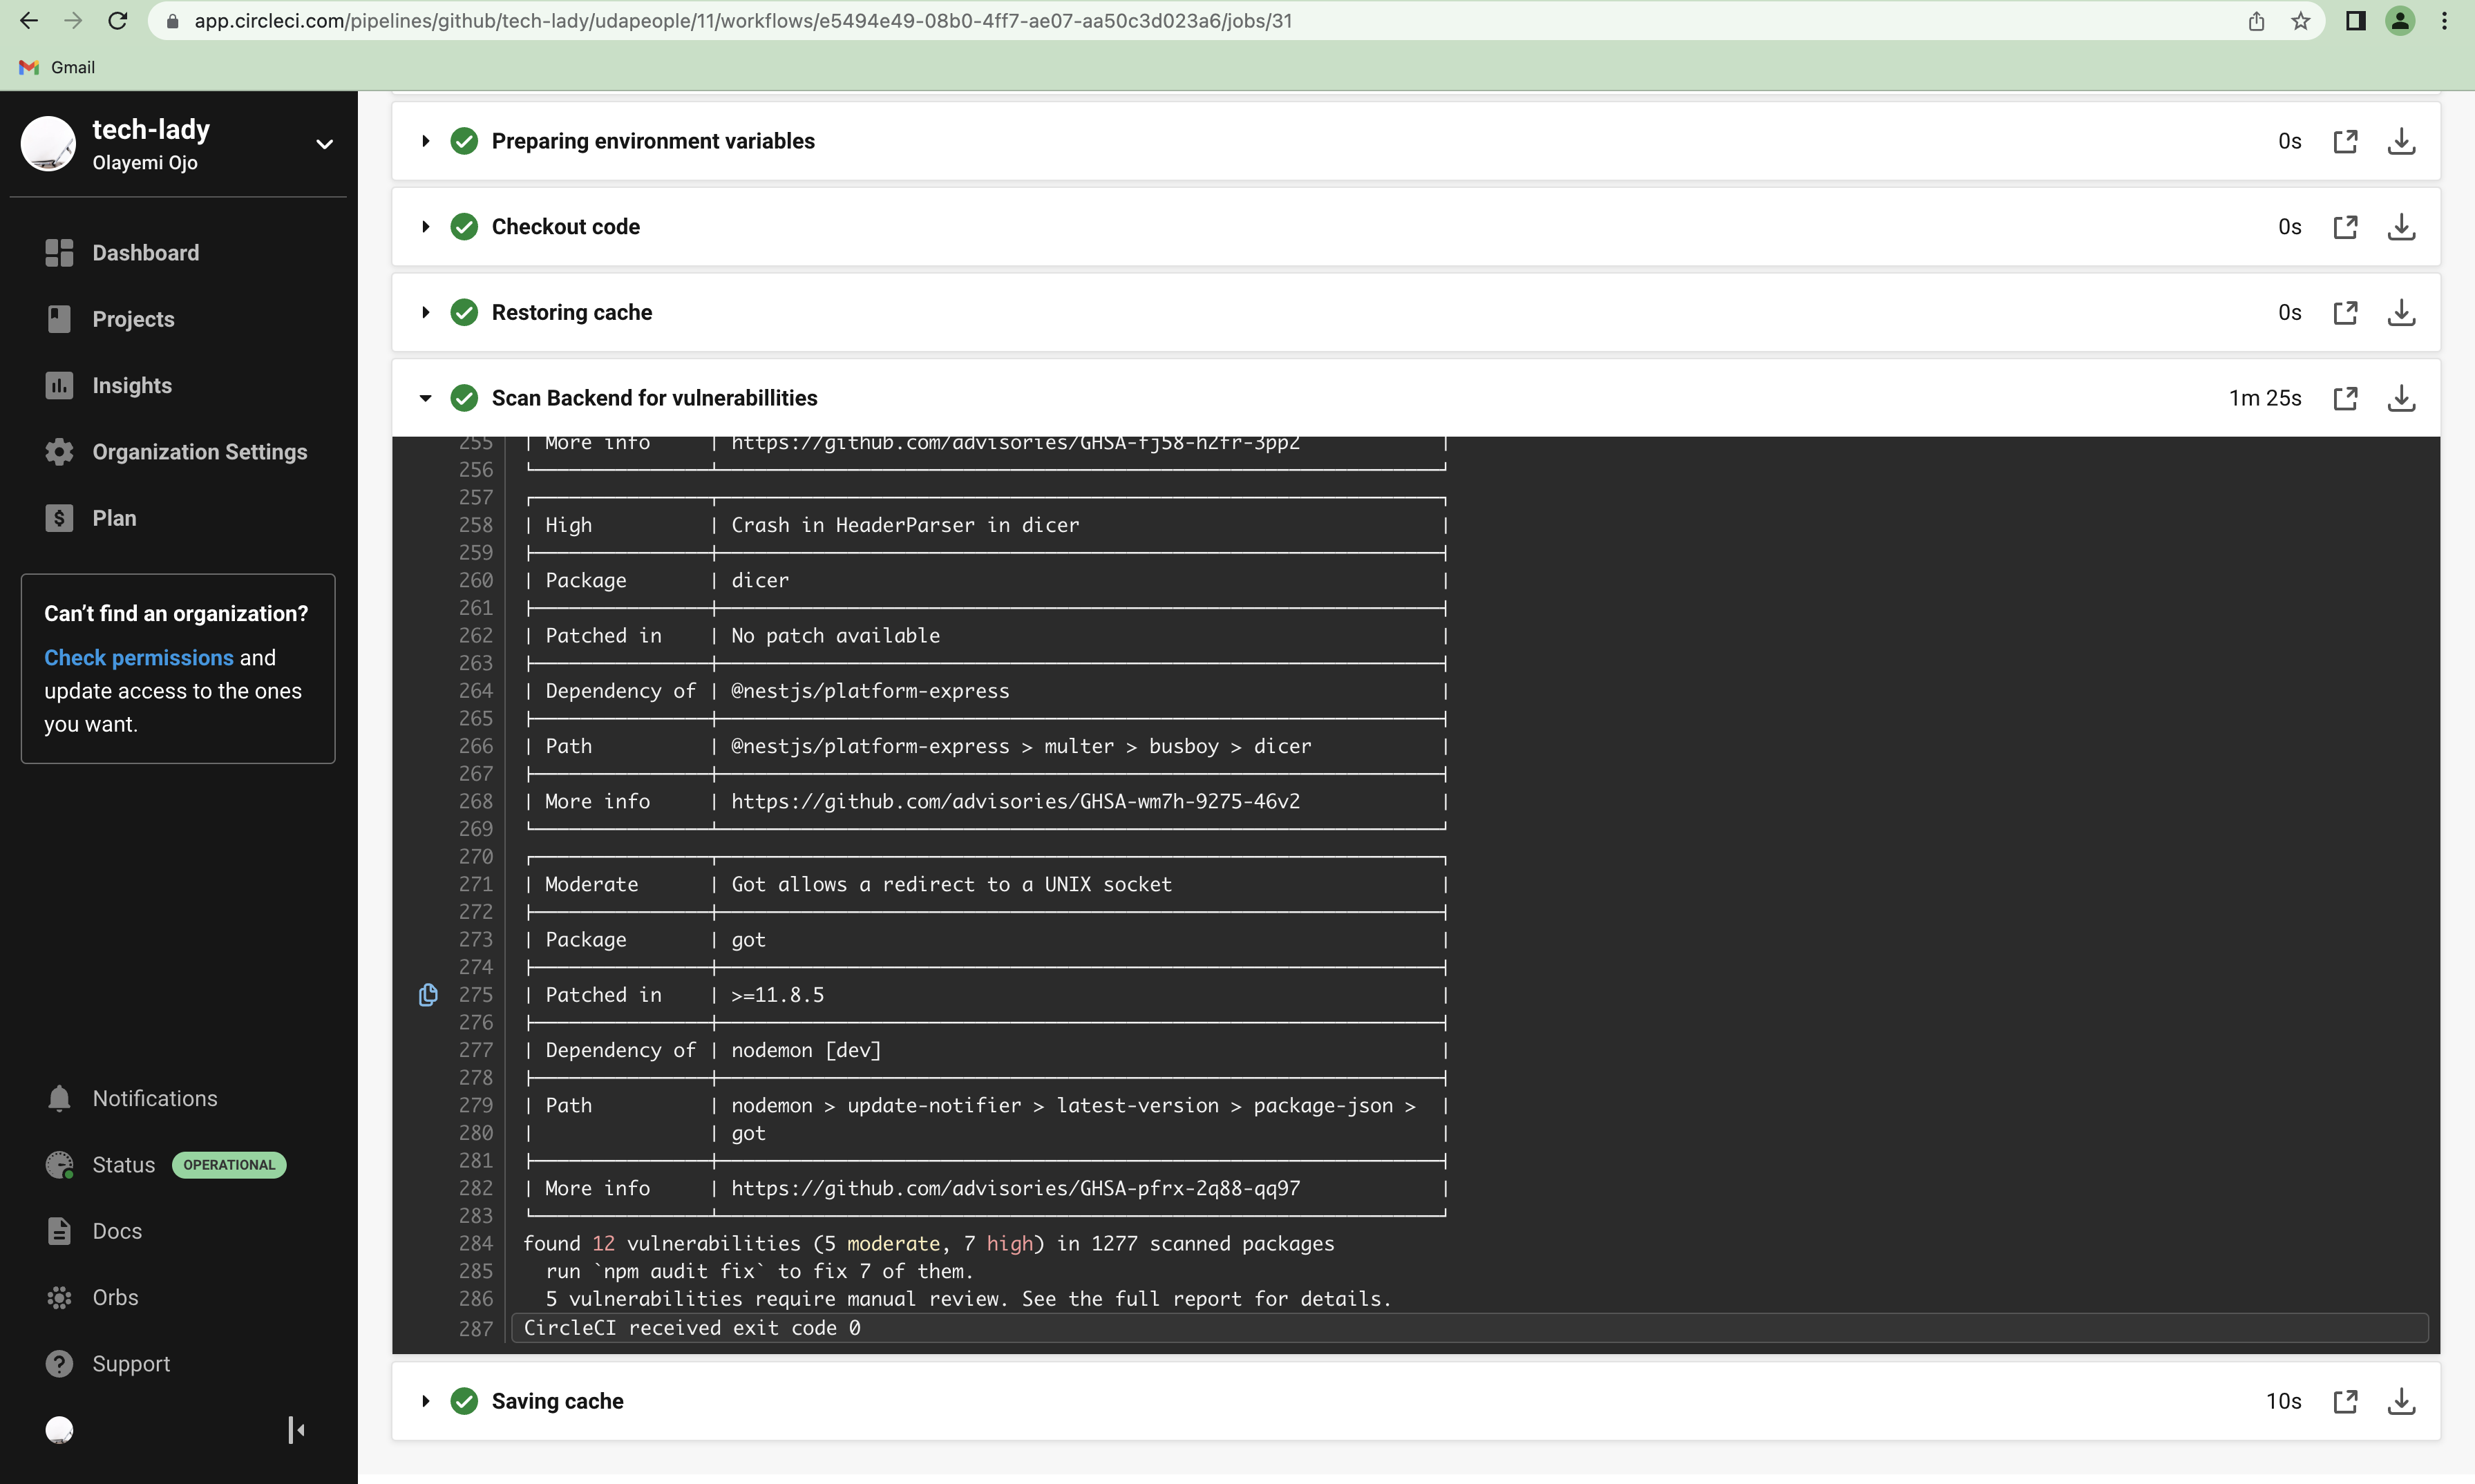 app.circleci.com/pipelines/github/tech-lady/udapeople/11/workflows/e5494e49-08b0-4ff7-ae07-aa50c3d023a6/jobs/31
Gmail
tech-lady
Olayemi Ojo
Dashboard
Projects
Insights
Organization Settings
Plan
Can’t find an organization?
Check permissions and
update access to the ones
you want.
Notifications
Status OPERATIONAL
Docs
Orbs
Support
Preparing environment variables 0s
Checkout code 0s
Restoring cache 0s
Scan Backend for vulnerabillities 1m 25s
255 | More info | https://github.com/advisories/GHSA-fj58-h2fr-3pp2 |
256
257
258 | High | Crash in HeaderParser in dicer |
259
260 | Package | dicer |
261
262 | Patched in | No patch available |
263
264 | Dependency of | @nestjs/platform-express |
265
266 | Path | @nestjs/platform-express > multer > busboy > dicer |
267
268 | More info | https://github.com/advisories/GHSA-wm7h-9275-46v2 |
269
270
271 | Moderate | Got allows a redirect to a UNIX socket |
272
273 | Package | got |
274
275 | Patched in | >=11.8.5 |
276
277 | Dependency of | nodemon [dev] |
278
279 | Path | nodemon > update-notifier > latest-version > package-json > |
280 | | got |
281
282 | More info | https://github.com/advisories/GHSA-pfrx-2q88-qq97 |
283
284 found 12 vulnerabilities (5 moderate, 7 high) in 1277 scanned packages
285 run `npm audit fix` to fix 7 of them.
286 5 vulnerabilities require manual review. See the full report for details.
287 CircleCI received exit code 0
Saving cache 10s